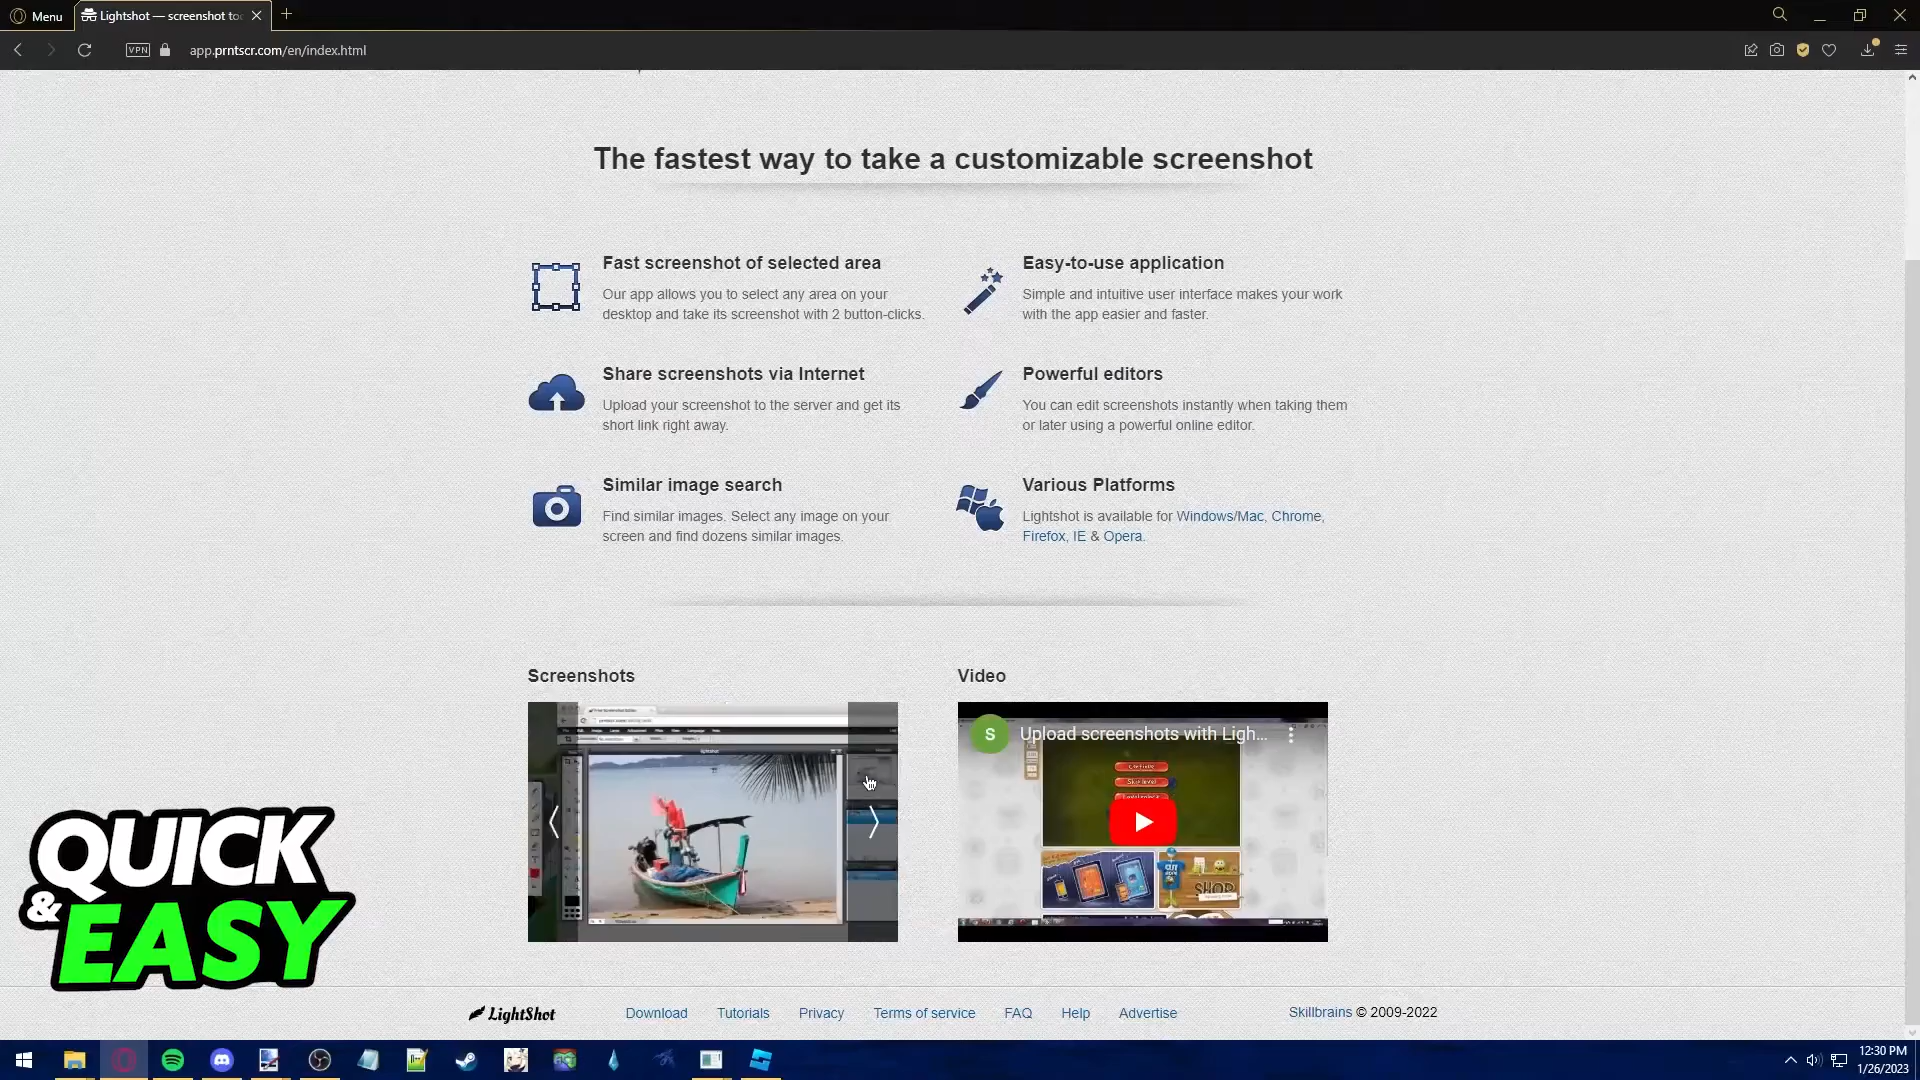 Menu
Lightshot — screenshot to
VPN
app.prntscr.com/en/index.html
The fastest way to take a customizable screenshot
Fast screenshot of selected area
Our app allows you to select any area on your
desktop and take its screenshot with 2 button-clicks.
Easy-to-use application
Simple and intuitive user interface makes your work
with the app easier and faster.
Share screenshots via Internet
Upload your screenshot to the server and get its
short link right away.
Powerful editors
You can edit screenshots instantly when taking them
or later using a powerful online editor.
Similar image search
Find similar images. Select any image on your
screen and find dozens similar images.
Various Platforms
Lightshot is available for Windows/Mac, Chrome,
Firefox, IE & Opera.
Screenshots
Video
S
Upload screenshots with Ligh...
SHOP
QUICK
& EASY
LightShot
Download
Tutorials
Privacy
Terms of service
FAQ
Help
Advertise
Skillbrains © 2009-2022
12:30 PM
1/26/2023